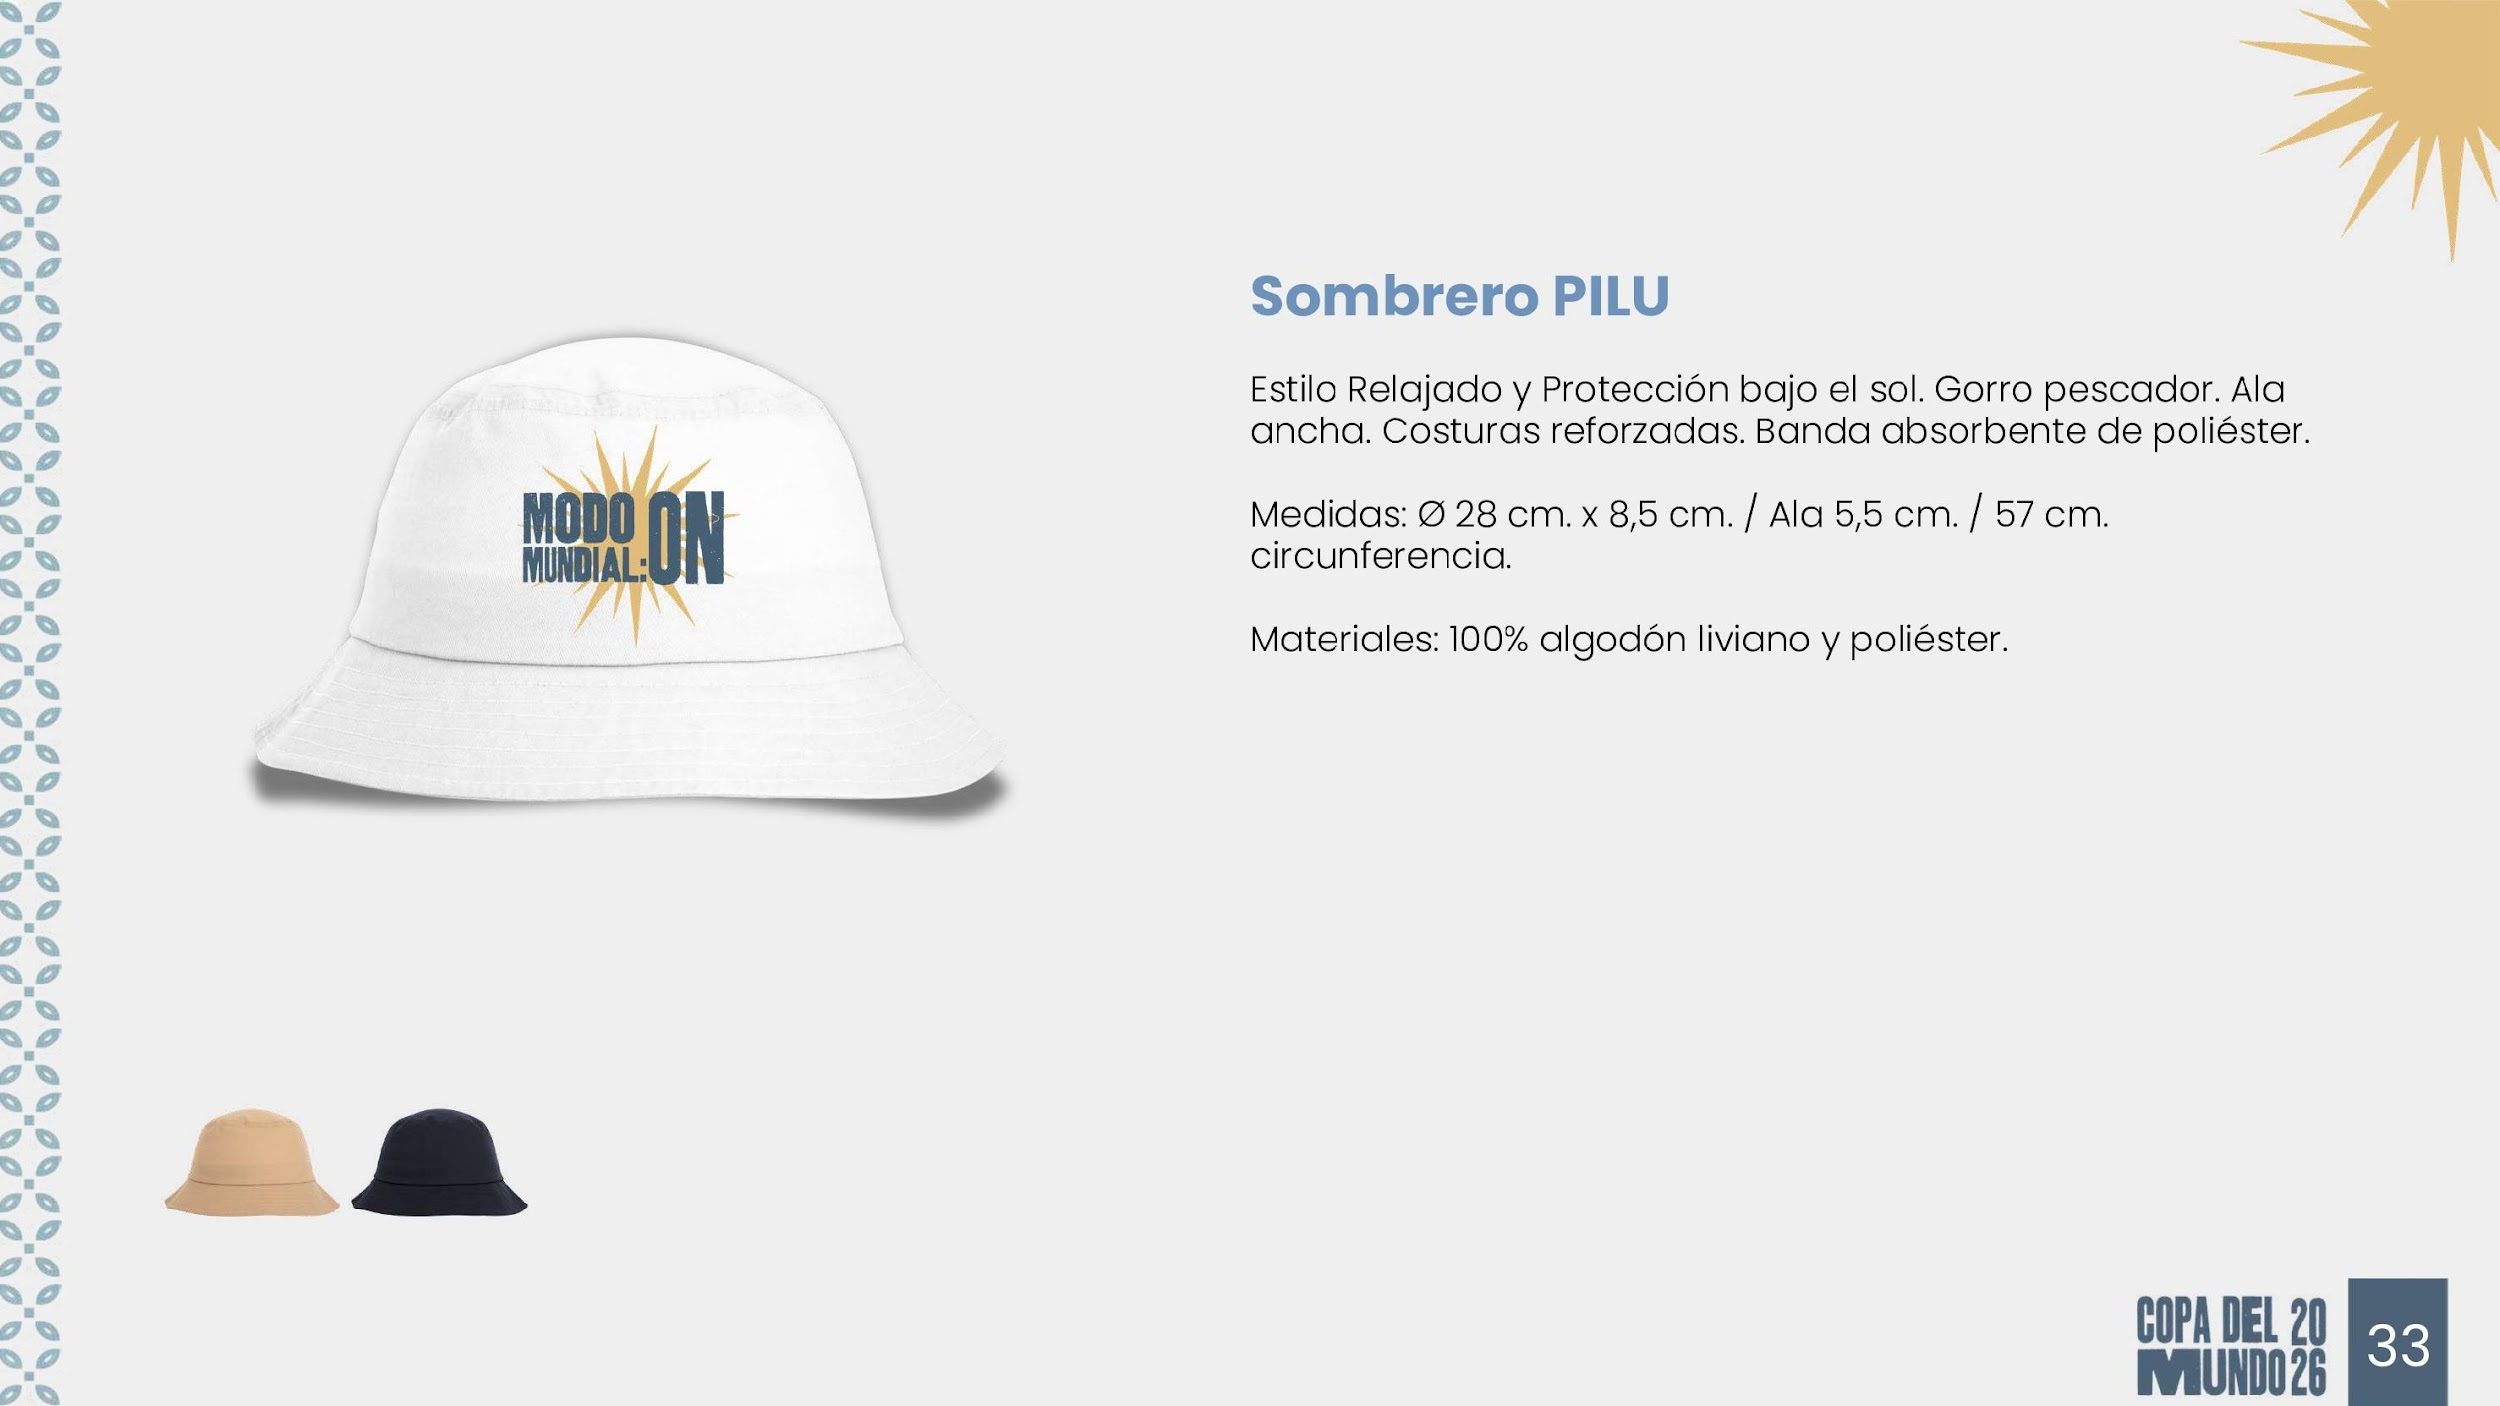 Sombrero PILU
Estilo Relajado y Protección bajo el sol. Gorro pescador. Ala
ancha. Costuras reforzadas. Banda absorbente de poliéster.
Medidas: Ø 28 cm. x 8,5 cm. / Ala 5,5 cm. / 57 cm.
circunferencia.
Materiales: 100% algodón liviano y poliéster.
MODO
MUNDIAL:ON
COPA DEL 20
MUNDO 26
33